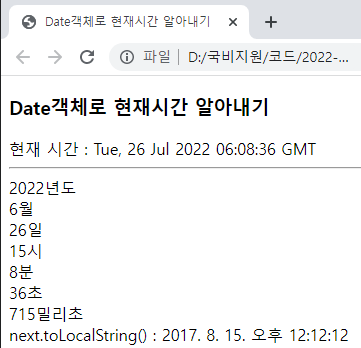 Date객체로 현재시간 알아내기
파일 | D:/국비지원/코드/2022-...
Date객체로 현재시간 알아내기
현재 시간 : Tue, 26 Jul 2022 06:08:36 GMT
2022년도
6월
26일
15시
8분
36초
715밀리초
next.toLocalString() : 2017. 8. 15. 오후 12:12:12